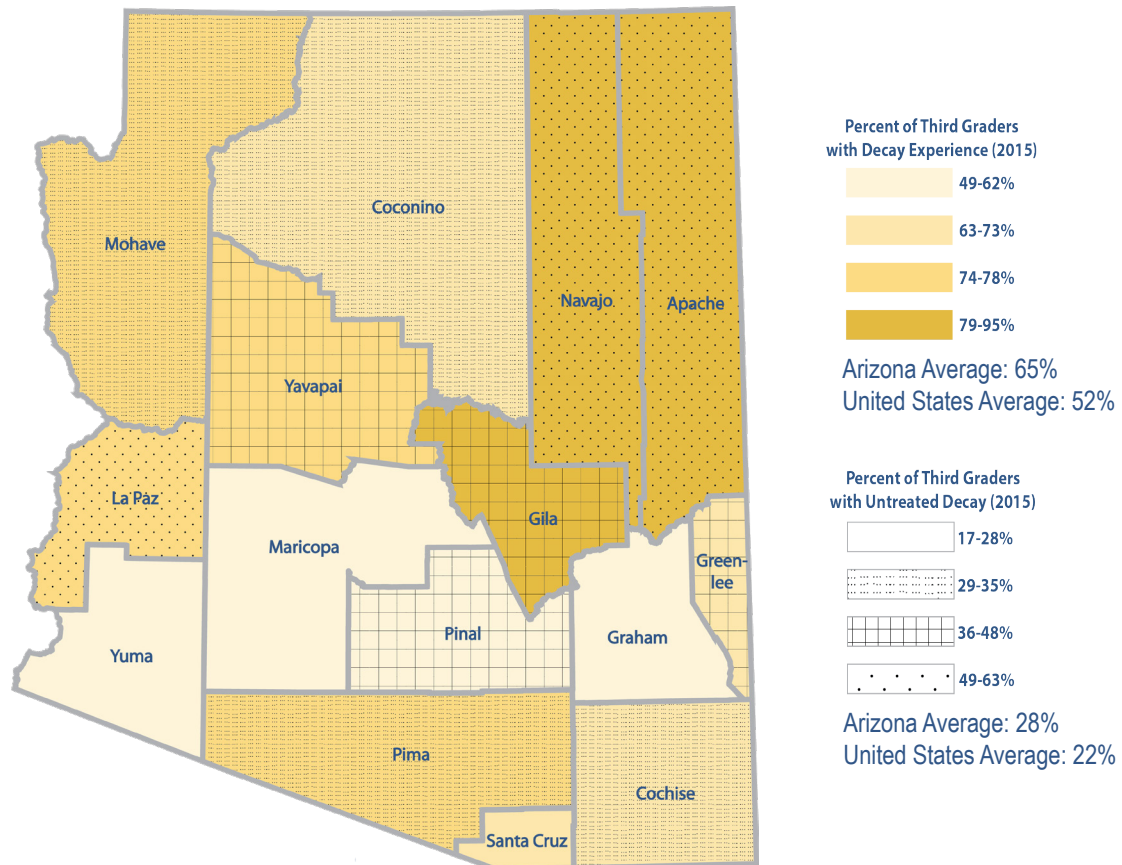 Percent of Third Graders
with Decay Experience (2015)
49-62%
63-73%
74-78%
79-95%
Arizona Average: 65%
United States Average: 52%
Percent of Third Graders
with Untreated Decay (2015)
17-28%
29-35%
36-48%
49-63%
Arizona Average: 28%
United States Average: 22%
Coconino
Mohave
Navajo
Apache
Yavapai
La Paz
Gila
Maricopa
Green-
lee
Pinal
Graham
Yuma
Pima
Cochise
Santa Cruz